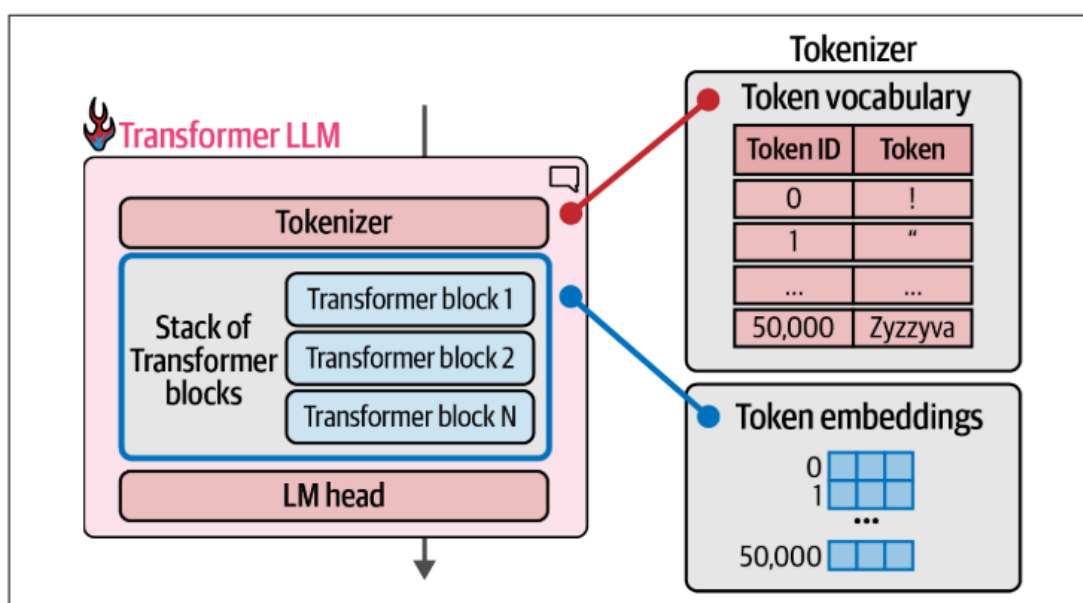 Transformer LLM
Tokenizer
Stack of
Transformer
blocks
Transformer block 1
Transformer block 2
Transformer block N
LM head
Tokenizer
Token vocabulary
Token ID Token
0 !
1 “
... ...
50,000 Zyzzyva
Token embeddings
0
1
...
50,000